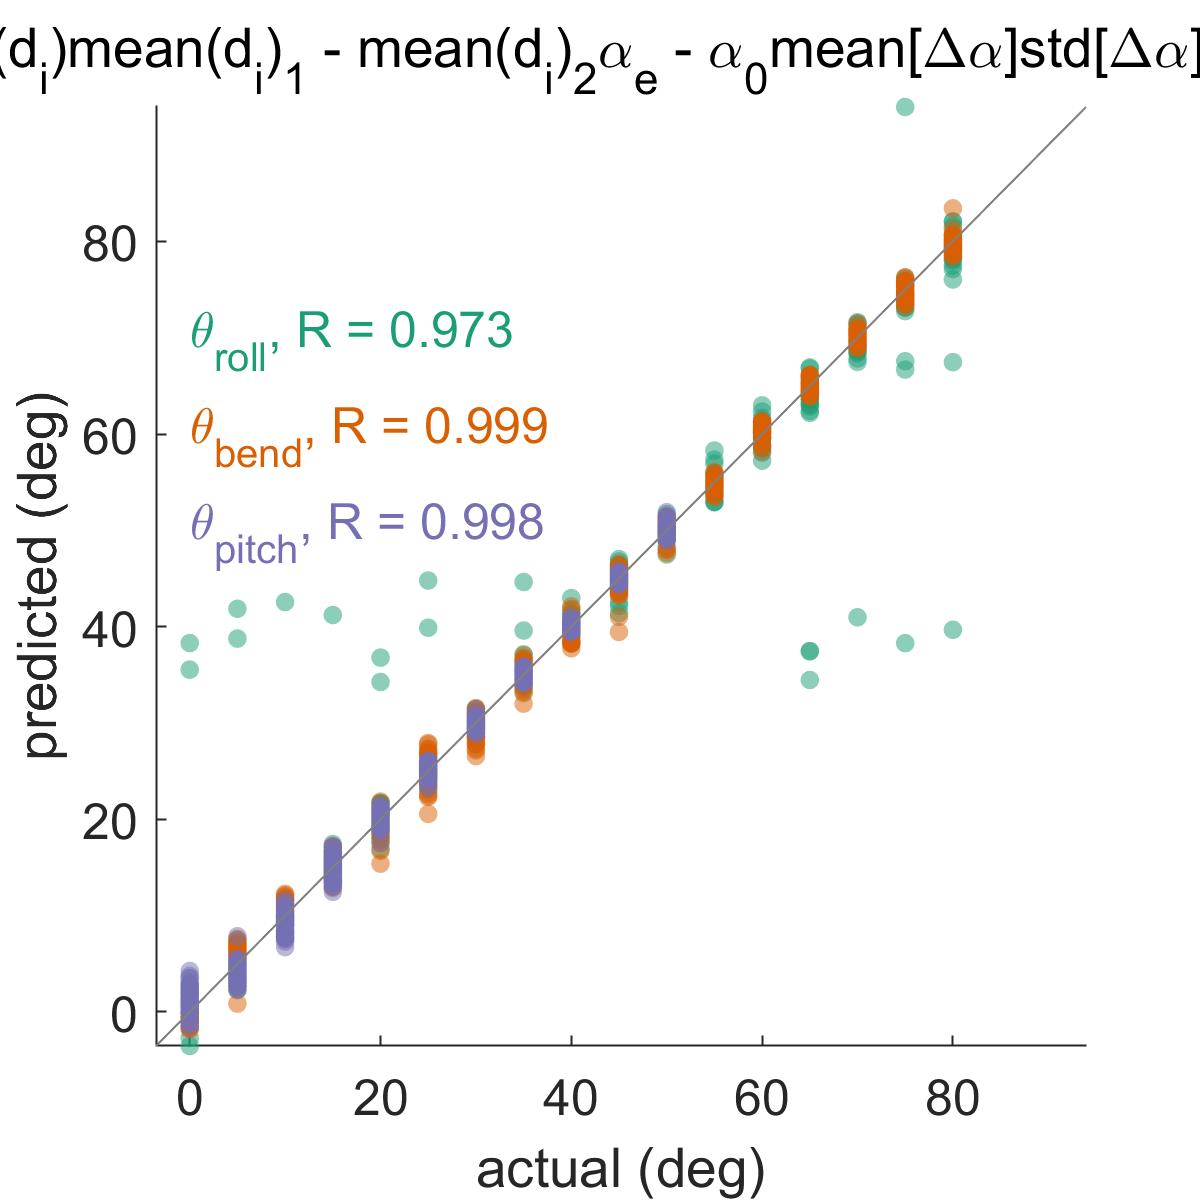 (dᵢ)mean(dᵢ)₁ - mean(dᵢ)₂αₑ - α₀mean[Δα]std[Δα]
80
60
40
20
0
θroll, R = 0.973
θbend, R = 0.999
θpitch, R = 0.998
predicted (deg)
0 20 40 60 80
actual (deg)